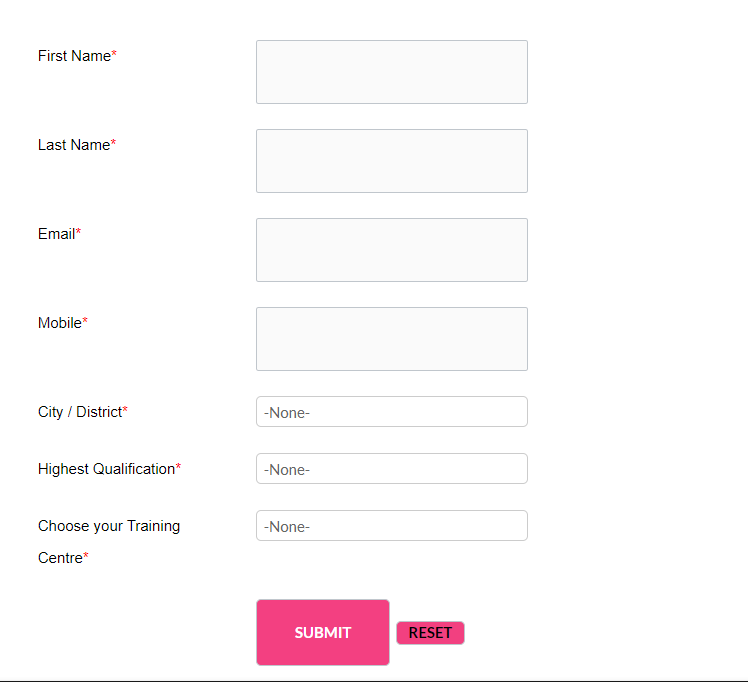 First Name*
Last Name*
Email*
Mobile*
City / District*
-None-
Highest Qualification*
-None-
Choose your Training
Centre*
-None-
SUBMIT
RESET